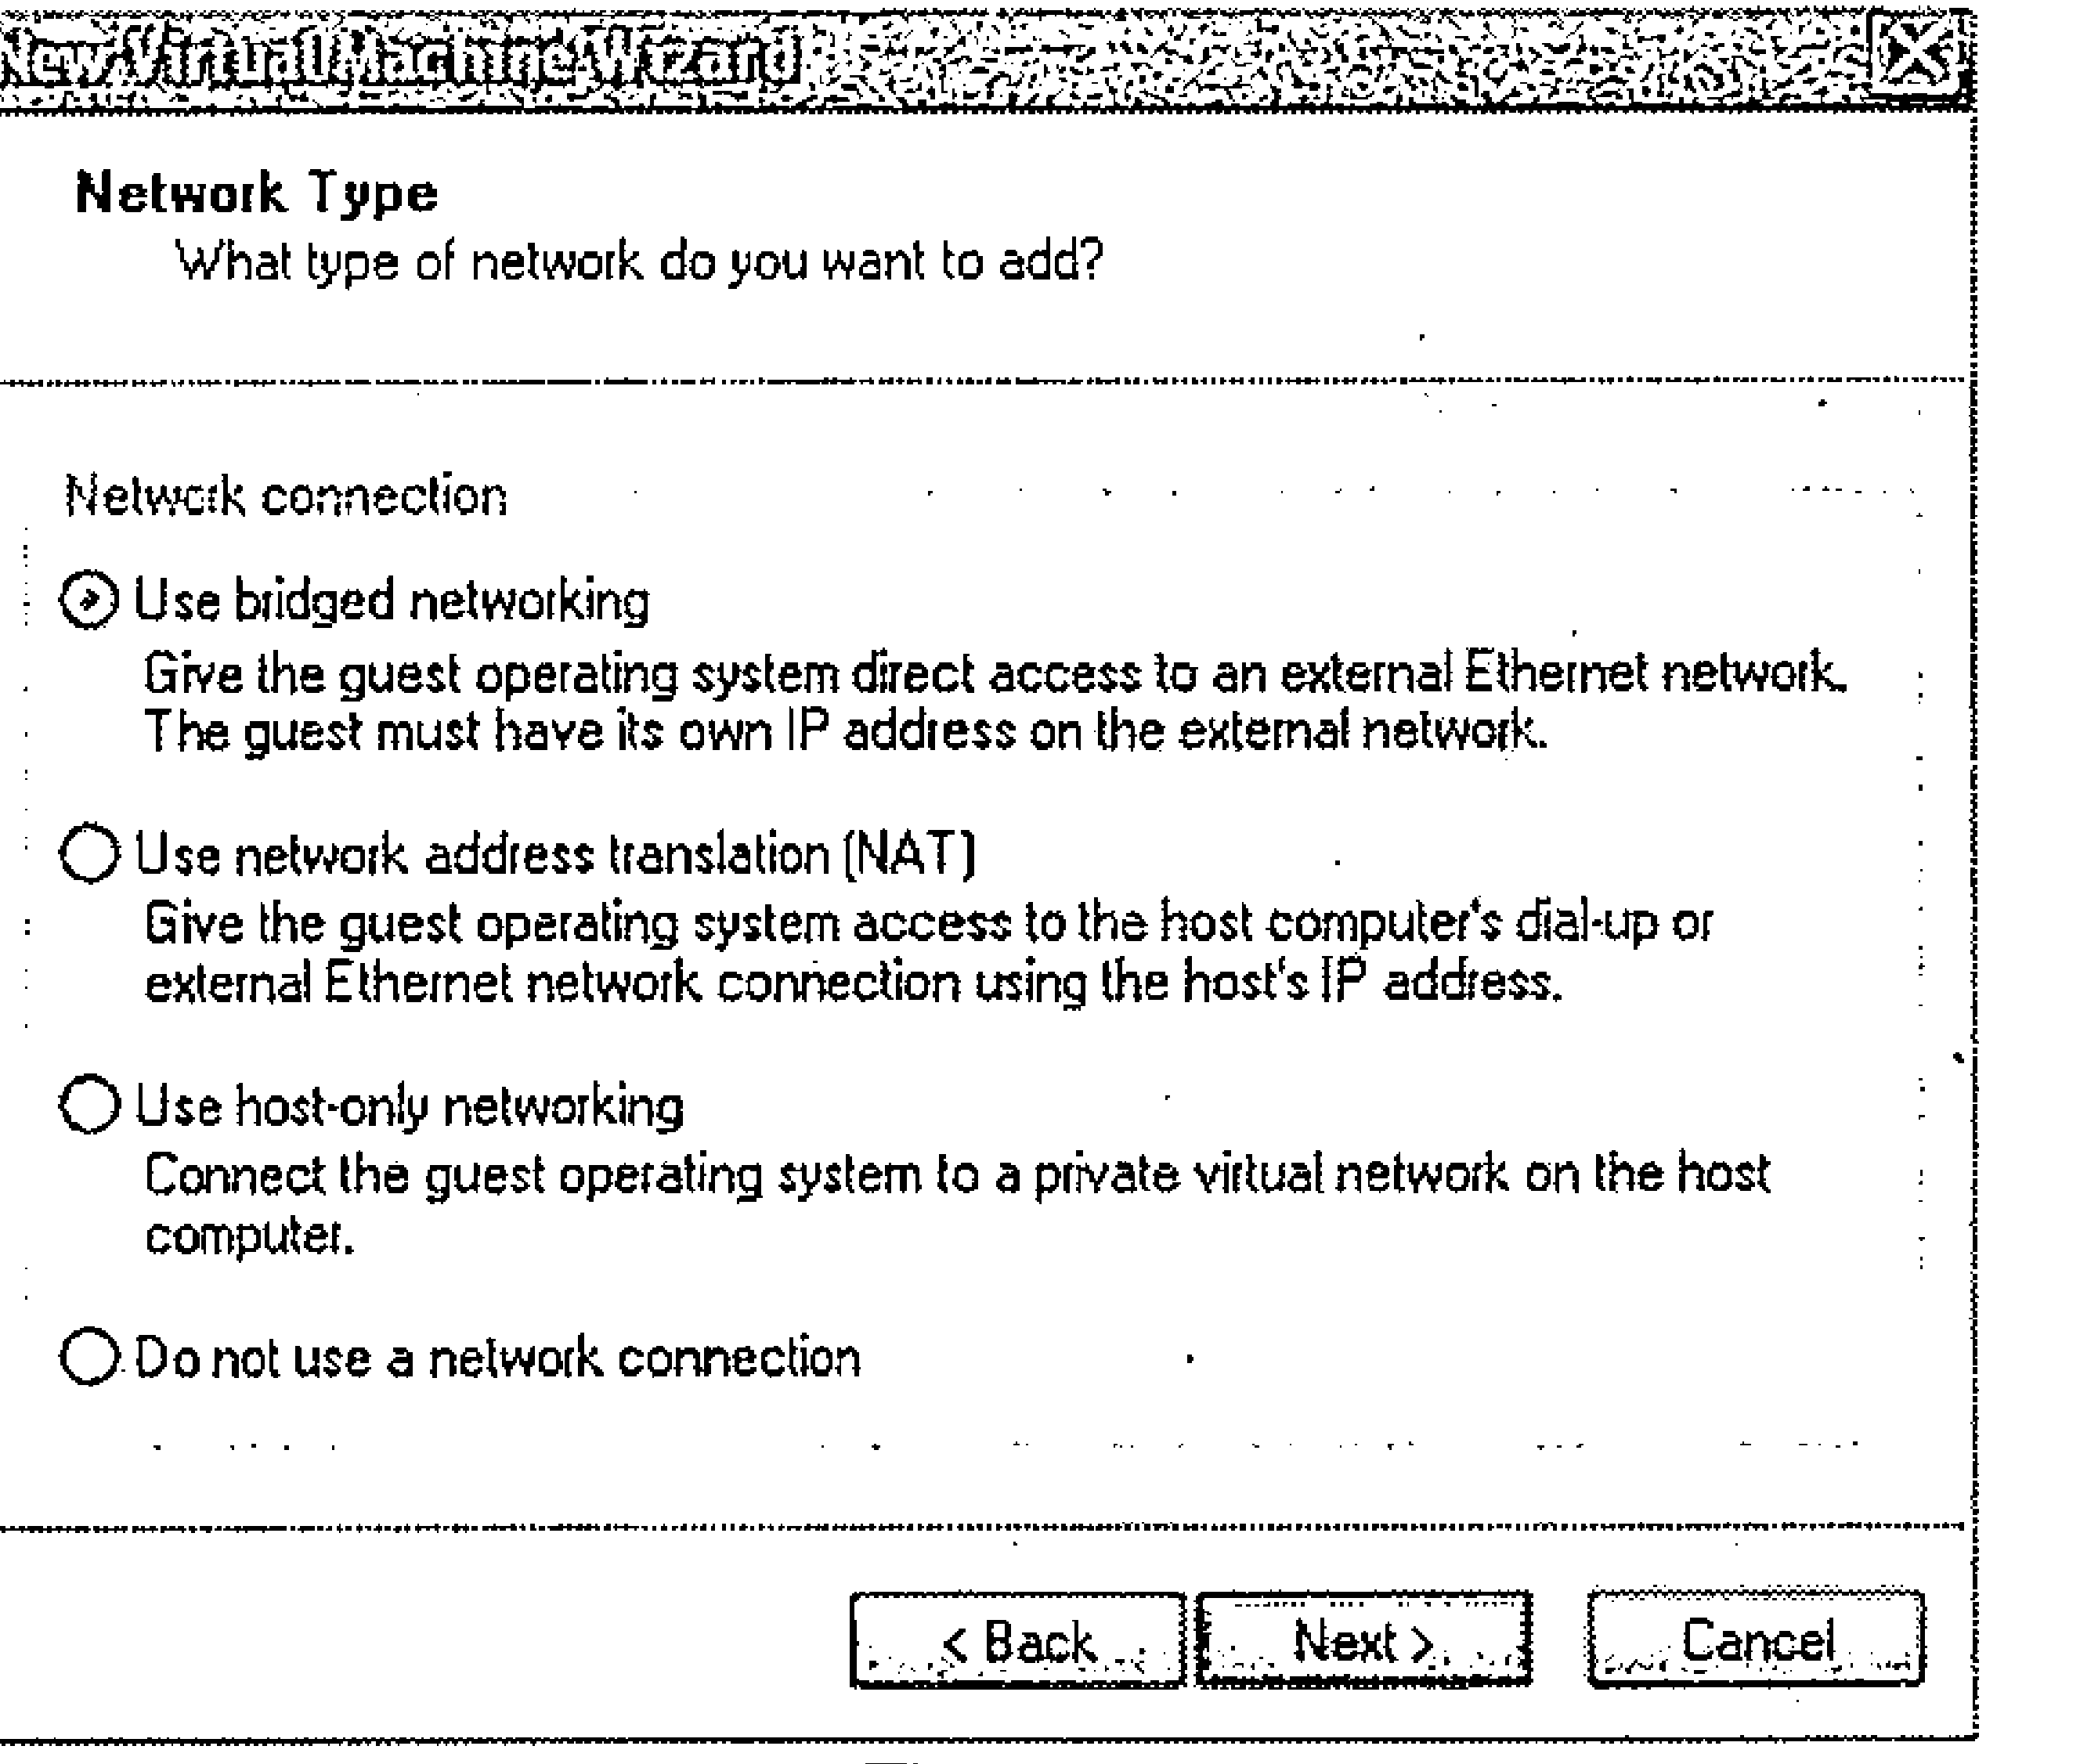 New Virtual Machine Wizard
Network Type
What type of network do you want to add?
Network connection
Use bridged networking
Give the guest operating system direct access to an external Ethernet network.
The guest must have its own IP address on the external network.
Use network address translation (NAT)
Give the guest operating system access to the host computer's dial-up or
external Ethernet network connection using the host's IP address.
Use host-only networking
Connect the guest operating system to a private virtual network on the host
computer.
Do not use a network connection
< Back Next > Cancel